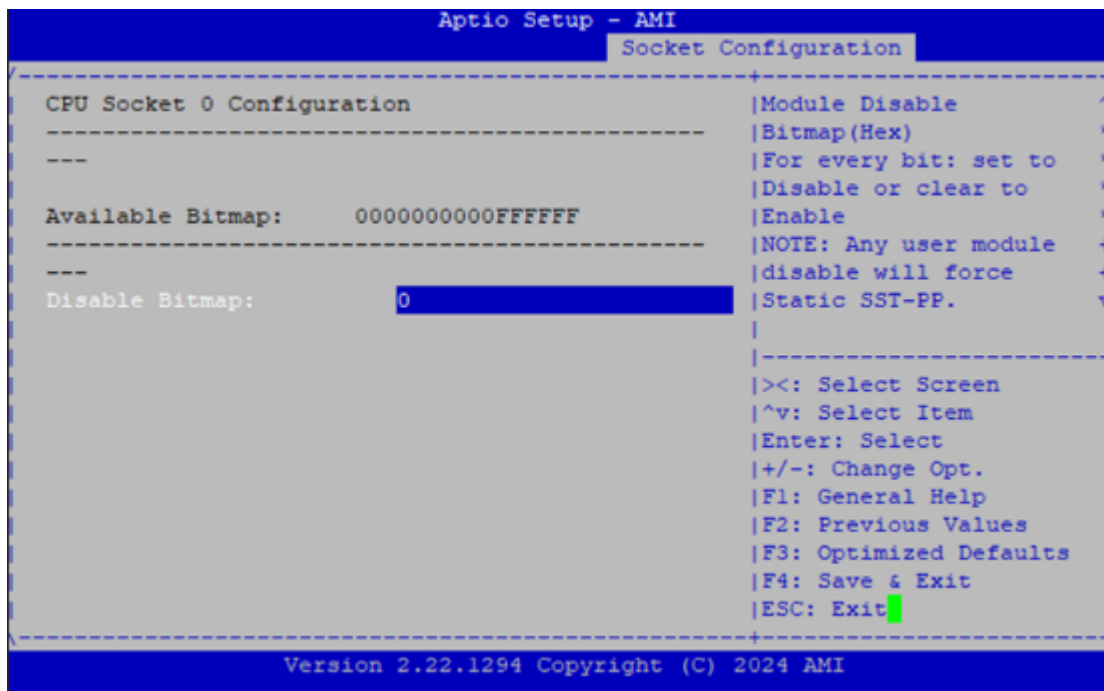 Aptio Setup - AMI
Socket Configuration
CPU Socket 0 Configuration
-----------------------------------------------
---
Available Bitmap: 0000000000FFFFFF
-----------------------------------------------
---
Disable Bitmap: 0
|Module Disable ^
|Bitmap(Hex) *
|For every bit: set to *
|Disable or clear to *
|Enable *
|NOTE: Any user module +
|disable will force +
|Static SST-PP. v
|><: Select Screen
|^v: Select Item
|Enter: Select
|+/-: Change Opt.
|F1: General Help
|F2: Previous Values
|F3: Optimized Defaults
|F4: Save & Exit
|ESC: Exit
Version 2.22.1294 Copyright (C) 2024 AMI